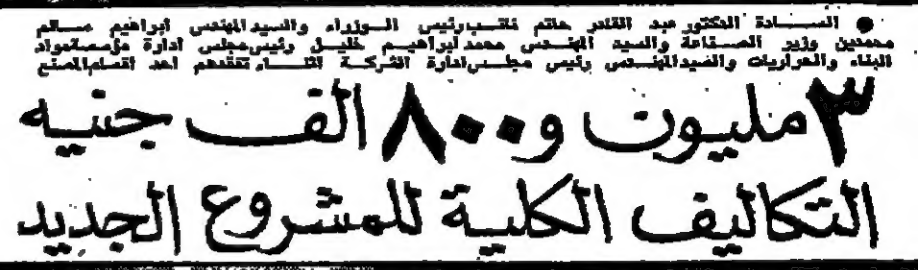 ● السادة الدكتور عبد القادر حاتم نائب رئيس الوزراء والسيد المهندس ابراهيم سالم
محمدين وزير الصناعة والسيد المهندس محمد ابراهيم خليل رئيس مجلس ادارة مؤسسة مواد
البناء والحراريات والسيد المهندس رئيس مجلس ادارة الشركة اثناء تفقدهم احد اقسام المصنع
٣ مليون و ٨٠٠ الف جنيه
التكاليف الكلية للمشروع الجديد